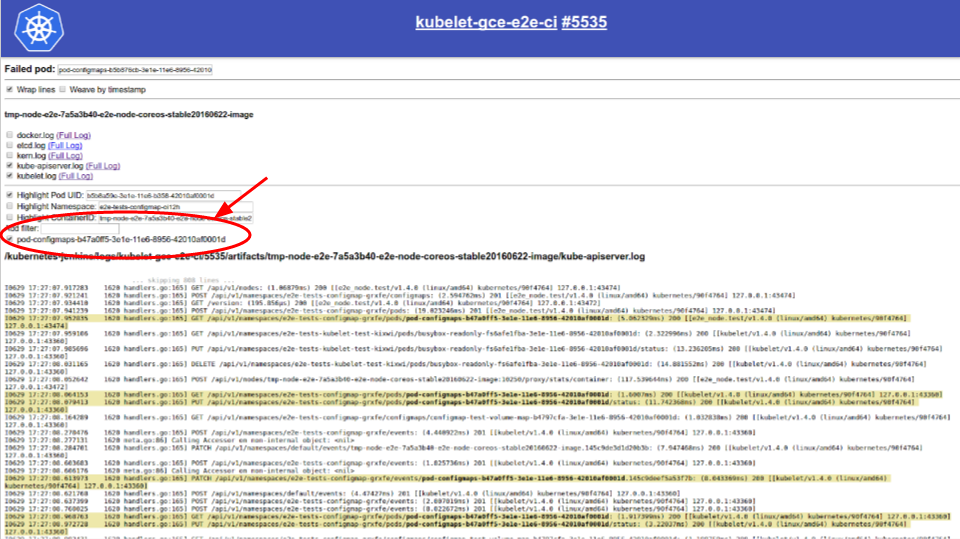 kubelet-gce-e2e-ci #5535
Failed pod: pod-configmaps-b5b876cb-3e1e-11e6-8956-42010
Wrap lines Weave by timestamp
tmp-node-e2e-7a5a3b40-e2e-node-coreos-stable20160622-image
docker.log (Full Log)
etcd.log (Full Log)
kern.log (Full Log)
kube-apiserver.log (Full Log)
kubelet.log (Full Log)
Highlight Pod UID: b5b8a59c-3e1e-11e6-b358-42010af0001d
Highlight Namespace: e2e-tests-configmap-ci12h
Highlight ContainerID: tmp-node-e2e-7a5a3b40-e2e-node-
Add filter:
pod-configmaps-b47a0ff5-3e1e-11e6-8956-42010af0001d
/kubernetes-jenkins/logs/kubelet-gce-e2e-ci/5535/artifacts/tmp-node-e2e-7a5a3b40-e2e-node-coreos-stable20160622-image/kube-apiserver.log
... skipping 800 lines ...
I0629 17:27:07.917283 1620 handlers.go:165] GET /api/v1/nodes: (1.06879ms) 200 [[e2e_node.test/v1.4.0 (linux/amd64) kubernetes/90f4764] 127.0.0.1:43474]
I0629 17:27:07.921241 1620 handlers.go:165] POST /api/v1/namespaces/e2e-tests-configmap-grxfe/configmaps: (2.594762ms) 201 [[e2e_node.test/v1.4.0 (linux/amd64) kubernetes/90f4764] 127.0.0.1:43474]
I0629 17:27:07.934410 1620 handlers.go:165] GET /version: (195.856µs) 200 [[e2e_node.test/v1.4.0 (linux/amd64) kubernetes/90f4764] 127.0.0.1:43472]
I0629 17:27:07.941239 1620 handlers.go:165] POST /api/v1/namespaces/e2e-tests-configmap-grxfe/pods: (19.023246ms) 201 [[e2e_node.test/v1.4.0 (linux/amd64) kubernetes/90f4764] 127.0.0.1:43474]
I0629 17:27:07.952835 1620 handlers.go:165] GET /api/v1/namespaces/e2e-tests-configmap-grxfe/pods/pod-configmaps-b47a0ff5-3e1e-11e6-8956-42010af0001d: (5.062329ms) 200 [[e2e_node.test/v1.4.0 (linux/amd64) kubernetes/90f4764]
127.0.0.1:43474]
I0629 17:27:07.959106 1620 handlers.go:165] GET /api/v1/namespaces/e2e-tests-kubelet-test-kixwi/pods/busybox-readonly-fs6afe1fba-3e1e-11e6-8956-42010af0001d: (2.322996ms) 200 [[kubelet/v1.4.0 (linux/amd64) kubernetes/90f4764]
127.0.0.1:43360]
I0629 17:27:07.985696 1620 handlers.go:165] PUT /api/v1/namespaces/e2e-tests-kubelet-test-kixwi/pods/busybox-readonly-fs6afe1fba-3e1e-11e6-8956-42010af0001d/status: (13.236205ms) 200 [[kubelet/v1.4.0 (linux/amd64) kubernetes/90f4764]
127.0.0.1:43360]
I0629 17:27:08.031165 1620 handlers.go:165] DELETE /api/v1/namespaces/e2e-tests-kubelet-test-kixwi/pods/busybox-readonly-fs6afe1fba-3e1e-11e6-8956-42010af0001d: (14.881552ms) 200 [[kubelet/v1.4.0 (linux/amd64) kubernetes/90f4764]
127.0.0.1:43360]
I0629 17:27:08.052642 1620 handlers.go:165] POST /api/v1/nodes/tmp-node-e2e-7a5a3b40-e2e-node-coreos-stable20160622-image:10250/proxy/stats/container: (117.539644ms) 200 [[e2e_node.test/v1.4.0 (linux/amd64) kubernetes/90f4764]
127.0.0.1:43472]
I0629 17:27:08.064153 1620 handlers.go:165] GET /api/v1/namespaces/e2e-tests-configmap-grxfe/pods/pod-configmaps-b47a0ff5-3e1e-11e6-8956-42010af0001d: (1.6007ms) 200 [[kubelet/v1.4.0 (linux/amd64) kubernetes/90f4764] 127.0.0.1:43360]
I0629 17:27:08.079413 1620 handlers.go:165] PUT /api/v1/namespaces/e2e-tests-configmap-grxfe/pods/pod-configmaps-b47a0ff5-3e1e-11e6-8956-42010af0001d/status: (7.742368ms) 200 [[kubelet/v1.4.0 (linux/amd64) kubernetes/90f4764]
127.0.0.1:43360]
I0629 17:27:08.164289 1620 handlers.go:165] GET /api/v1/namespaces/e2e-tests-configmap-grxfe/configmaps/configmap-test-volume-map-b4797cfa-3e1e-11e6-8956-42010af0001d: (1.032838ms) 200 [[kubelet/v1.4.0 (linux/amd64) kubernetes/90f4764]
127.0.0.1:43360]
I0629 17:27:08.270476 1620 handlers.go:165] POST /api/v1/namespaces/e2e-tests-configmap-grxfe/events: (4.440922ms) 201 [[kubelet/v1.4.0 (linux/amd64) kubernetes/90f4764] 127.0.0.1:43360]
I0629 17:27:08.277131 1620 meta.go:86] Calling Accessor on non-internal object: <nil>
I0629 17:27:08.284701 1620 handlers.go:165] PATCH /api/v1/namespaces/default/events/tmp-node-e2e-7a5a3b40-e2e-node-coreos-stable20160622-image.145c9de3d1d20b3b: (7.947468ms) 200 [[kubelet/v1.4.0 (linux/amd64) kubernetes/90f4764]
127.0.0.1:43360]
I0629 17:27:08.603683 1620 handlers.go:165] POST /api/v1/namespaces/e2e-tests-configmap-grxfe/events: (1.825736ms) 201 [[kubelet/v1.4.0 (linux/amd64) kubernetes/90f4764] 127.0.0.1:43360]
I0629 17:27:08.606176 1620 meta.go:86] Calling Accessor on non-internal object: <nil>
I0629 17:27:08.613973 1620 handlers.go:165] PATCH /api/v1/namespaces/e2e-tests-configmap-grxfe/events/pod-configmaps-b47a0ff5-3e1e-11e6-8956-42010af0001d.145c9deef5a53f7b: (8.043369ms) 200 [[kubelet/v1.4.0 (linux/amd64)
kubernetes/90f4764] 127.0.0.1:43360]
I0629 17:27:08.621768 1620 handlers.go:165] POST /api/v1/namespaces/default/events: (4.47427ms) 201 [[kubelet/v1.4.0 (linux/amd64) kubernetes/90f4764] 127.0.0.1:43360]
I0629 17:27:08.637399 1620 handlers.go:165] POST /api/v1/namespaces/e2e-tests-configmap-grxfe/events: (2.097019ms) 201 [[kubelet/v1.4.0 (linux/amd64) kubernetes/90f4764] 127.0.0.1:43360]
I0629 17:27:08.760025 1620 handlers.go:165] POST /api/v1/namespaces/e2e-tests-configmap-grxfe/events: (8.022672ms) 201 [[kubelet/v1.4.0 (linux/amd64) kubernetes/90f4764] 127.0.0.1:43360]
I0629 17:27:08.968763 1620 handlers.go:165] GET /api/v1/namespaces/e2e-tests-configmap-grxfe/pods/pod-configmaps-b47a0ff5-3e1e-11e6-8956-42010af0001d: (1.917399ms) 200 [[kubelet/v1.4.0 (linux/amd64) kubernetes/90f4764] 127.0.0.1:43360]
I0629 17:27:08.972728 1620 handlers.go:165] PUT /api/v1/namespaces/e2e-tests-configmap-grxfe/pods/pod-configmaps-b47a0ff5-3e1e-11e6-8956-42010af0001d/status: (3.22037ms) 200 [[kubelet/v1.4.0 (linux/amd64) kubernetes/90f4764]
127.0.0.1:43360]